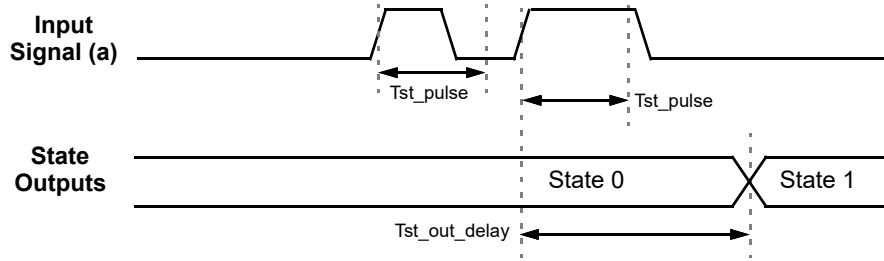 Input
Signal (a)
Tst_pulse
Tst_pulse
State
Outputs
State 0
State 1
Tst_out_delay